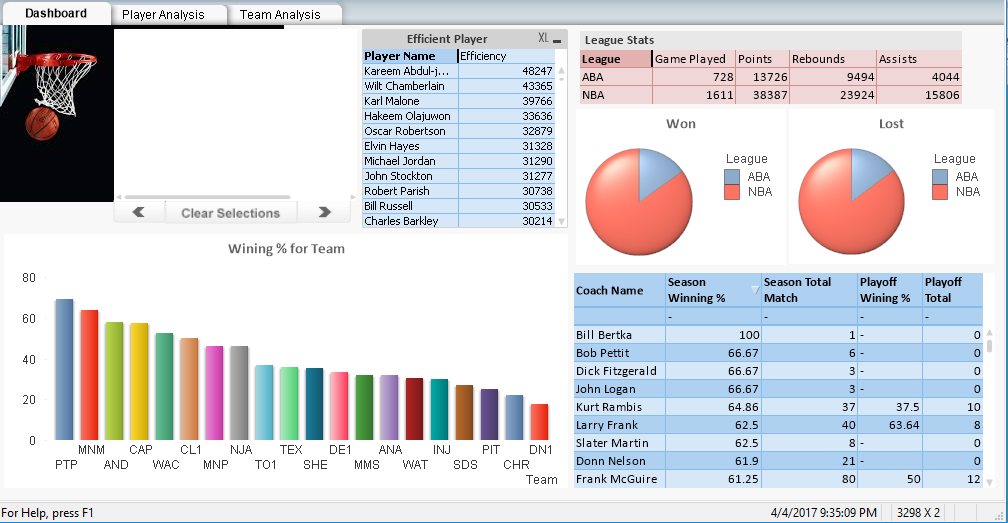 Dashboard Player Analysis Team Analysis
Efficient Player XL
Player Name Efficiency
Kareem Abdul-j... 48247
Wilt Chamberlain 43365
Karl Malone 39766
Hakeem Olajuwon 33636
Oscar Robertson 32879
Elvin Hayes 31328
Michael Jordan 31290
John Stockton 31277
Robert Parish 30738
Bill Russell 30533
Charles Barkley 30214
Clear Selections
League Stats
League Game Played Points Rebounds Assists
ABA 728 13726 9494 4044
NBA 1611 38387 23924 15806
Won
League
ABA
NBA
Lost
League
ABA
NBA
Wining % for Team
80
60
40
20
0
MNM CAP CL1 NJA TEX DE1 ANA INJ PIT DN1
PTP AND WAC MNP TO1 SHE MMS WAT SDS CHR
Team
Coach Name Season Winning % Season Total Match Playoff Wining % Playoff Total
- - - -
Bill Bertka 100 1 - 0
Bob Pettit 66.67 6 - 0
Dick Fitzgerald 66.67 3 - 0
John Logan 66.67 3 - 0
Kurt Rambis 64.86 37 37.5 10
Larry Frank 62.5 40 63.64 8
Slater Martin 62.5 8 - 0
Donn Nelson 61.9 21 - 0
Frank McGuire 61.25 80 50 12
For Help, press F1 4/4/2017 9:35:09 PM 3298 X 2